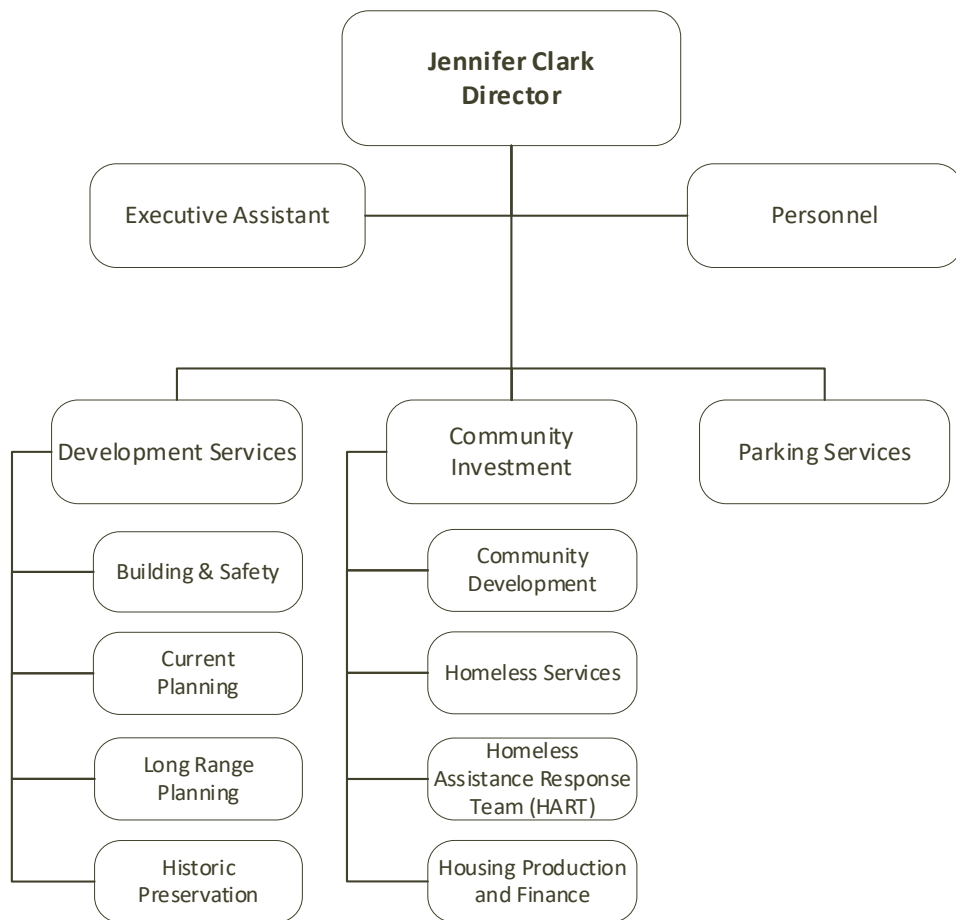 Jennifer Clark
Director
Executive Assistant
Personnel
Development Services
Community
Investment
Parking Services
Building & Safety
Current
Planning
Long Range
Planning
Historic
Preservation
Community
Development
Homeless Services
Homeless
Assistance Response
Team (HART)
Housing Production
and Finance